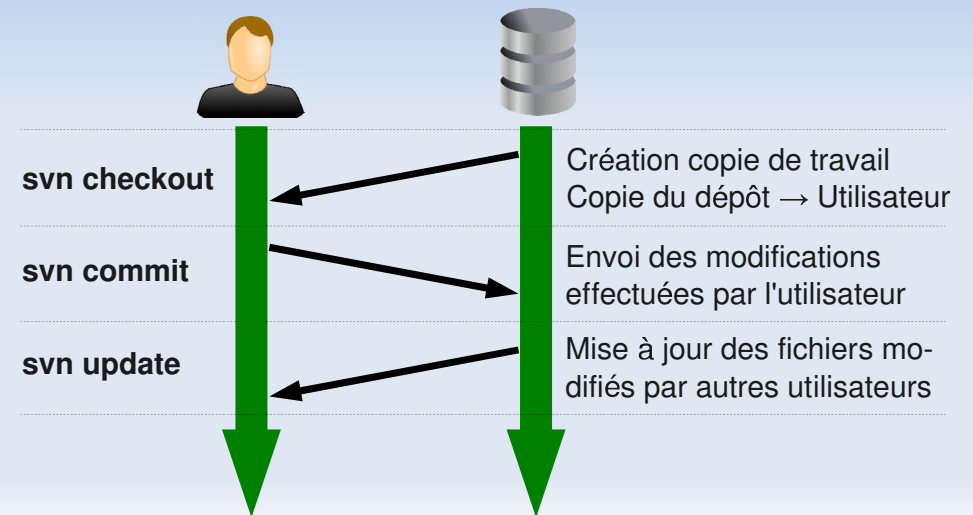 svn checkout
Création copie de travail
Copie du dépôt → Utilisateur
svn commit
Envoi des modifications
effectuées par l'utilisateur
svn update
Mise à jour des fichiers mo-
difiés par autres utilisateurs